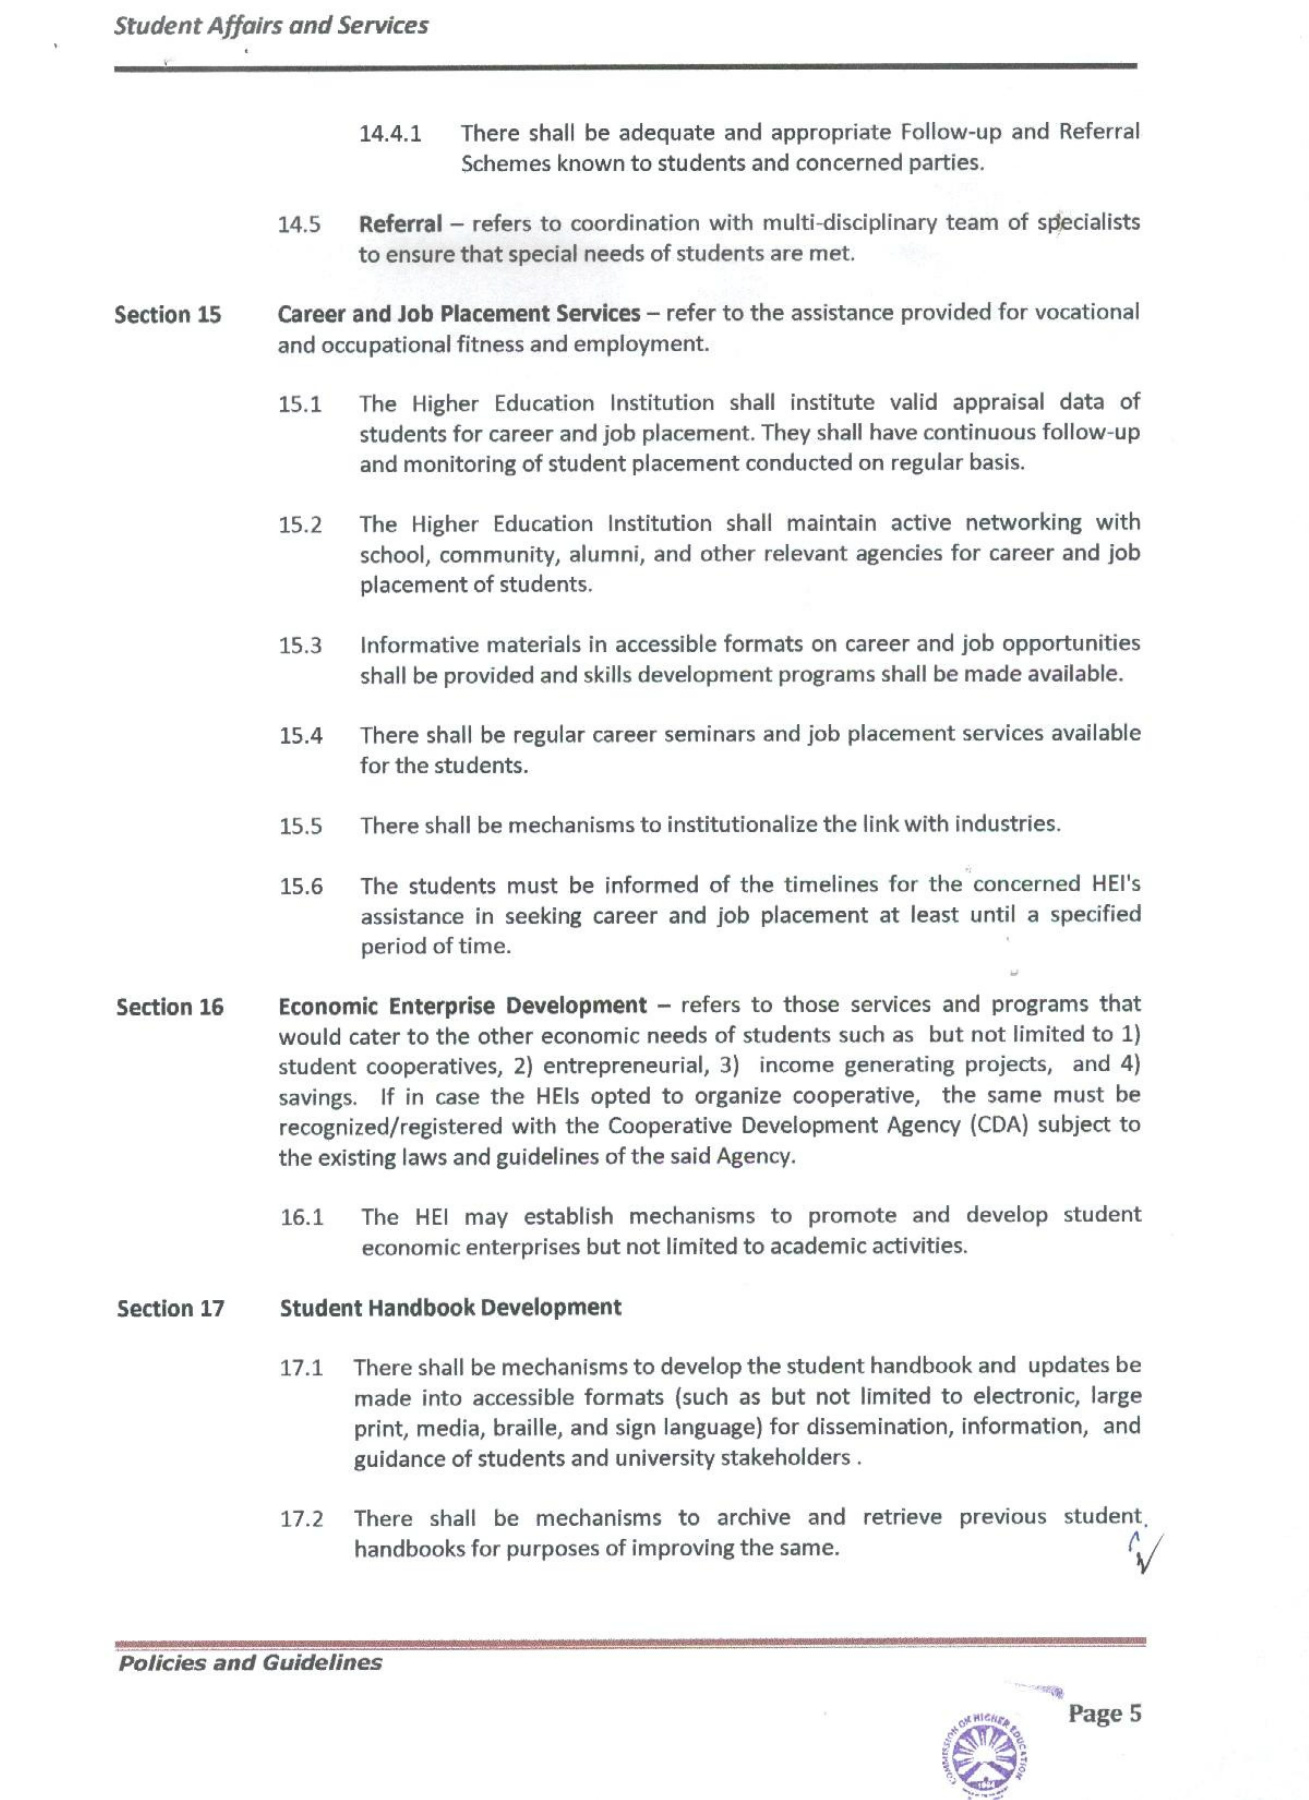 Student Affairs and Services
14.4.1 There shall be adequate and appropriate Follow-up and Referral
Schemes known to students and concerned parties.
14.5 Referral – refers to coordination with multi-disciplinary team of specialists
to ensure that special needs of students are met.
Section 15 Career and Job Placement Services – refer to the assistance provided for vocational
and occupational fitness and employment.
15.1 The Higher Education Institution shall institute valid appraisal data of
students for career and job placement. They shall have continuous follow-up
and monitoring of student placement conducted on regular basis.
15.2 The Higher Education Institution shall maintain active networking with
school, community, alumni, and other relevant agencies for career and job
placement of students.
15.3 Informative materials in accessible formats on career and job opportunities
shall be provided and skills development programs shall be made available.
15.4 There shall be regular career seminars and job placement services available
for the students.
15.5 There shall be mechanisms to institutionalize the link with industries.
15.6 The students must be informed of the timelines for the concerned HEI's
assistance in seeking career and job placement at least until a specified
period of time.
Section 16 Economic Enterprise Development – refers to those services and programs that
would cater to the other economic needs of students such as but not limited to 1)
student cooperatives, 2) entrepreneurial, 3) income generating projects, and 4)
savings. If in case the HEIs opted to organize cooperative, the same must be
recognized/registered with the Cooperative Development Agency (CDA) subject to
the existing laws and guidelines of the said Agency.
16.1 The HEI may establish mechanisms to promote and develop student
economic enterprises but not limited to academic activities.
Section 17 Student Handbook Development
17.1 There shall be mechanisms to develop the student handbook and updates be
made into accessible formats (such as but not limited to electronic, large
print, media, braille, and sign language) for dissemination, information, and
guidance of students and university stakeholders .
17.2 There shall be mechanisms to archive and retrieve previous student
handbooks for purposes of improving the same.
Policies and Guidelines
Page 5
COMMISSION ON HIGHER EDUCATION